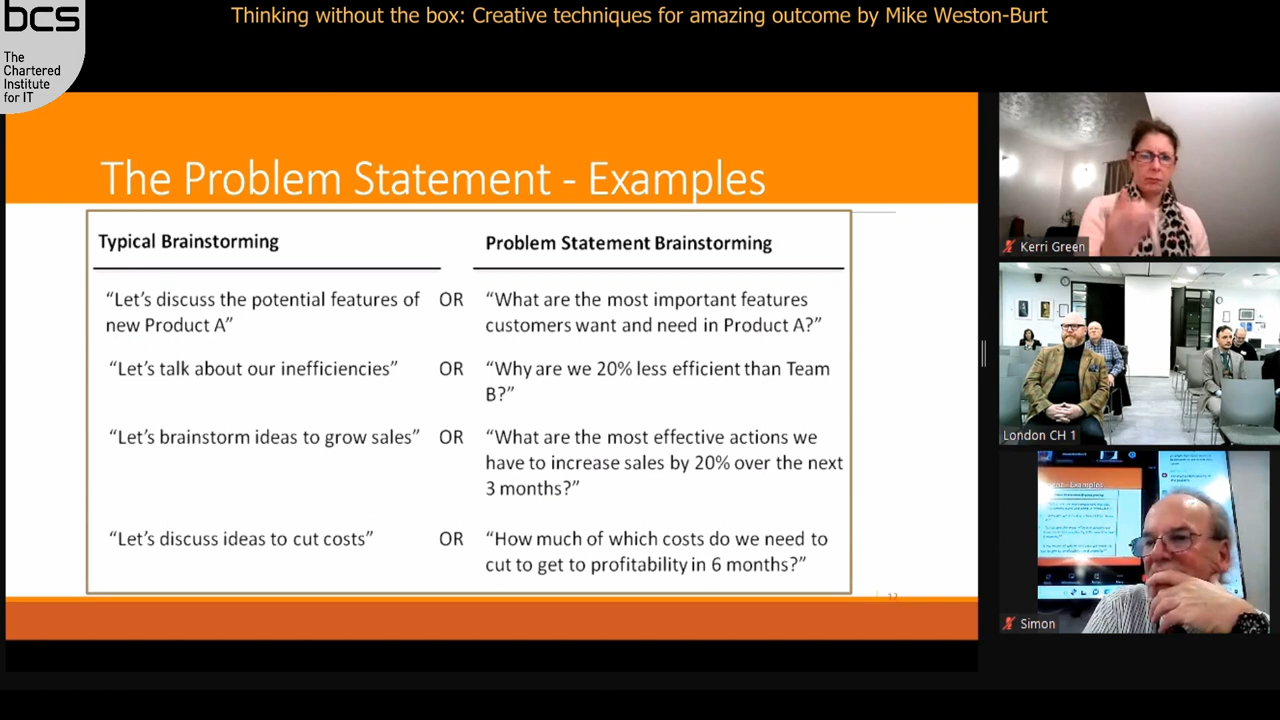 Thinking without the box: Creative techniques for amazing outcome by Mike Weston-Burt
bcs
The
Chartered
Institute
for IT
The Problem Statement - Examples
Typical Brainstorming
Problem Statement Brainstorming
“Let’s discuss the potential features of
new Product A”
OR
“What are the most important features
customers want and need in Product A?”
“Let’s talk about our inefficiencies”
OR
“Why are we 20% less efficient than Team
B?”
“Let’s brainstorm ideas to grow sales”
OR
“What are the most effective actions we
have to increase sales by 20% over the next
3 months?”
“Let’s discuss ideas to cut costs”
OR
“How much of which costs do we need to
cut to get to profitability in 6 months?”
Kerri Green
London CH 1
Simon